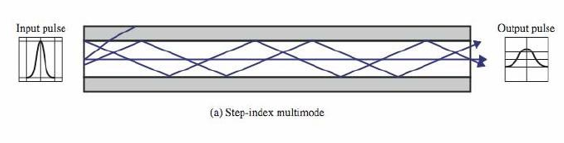 Input pulse
Output pulse
(a) Step-index multimode